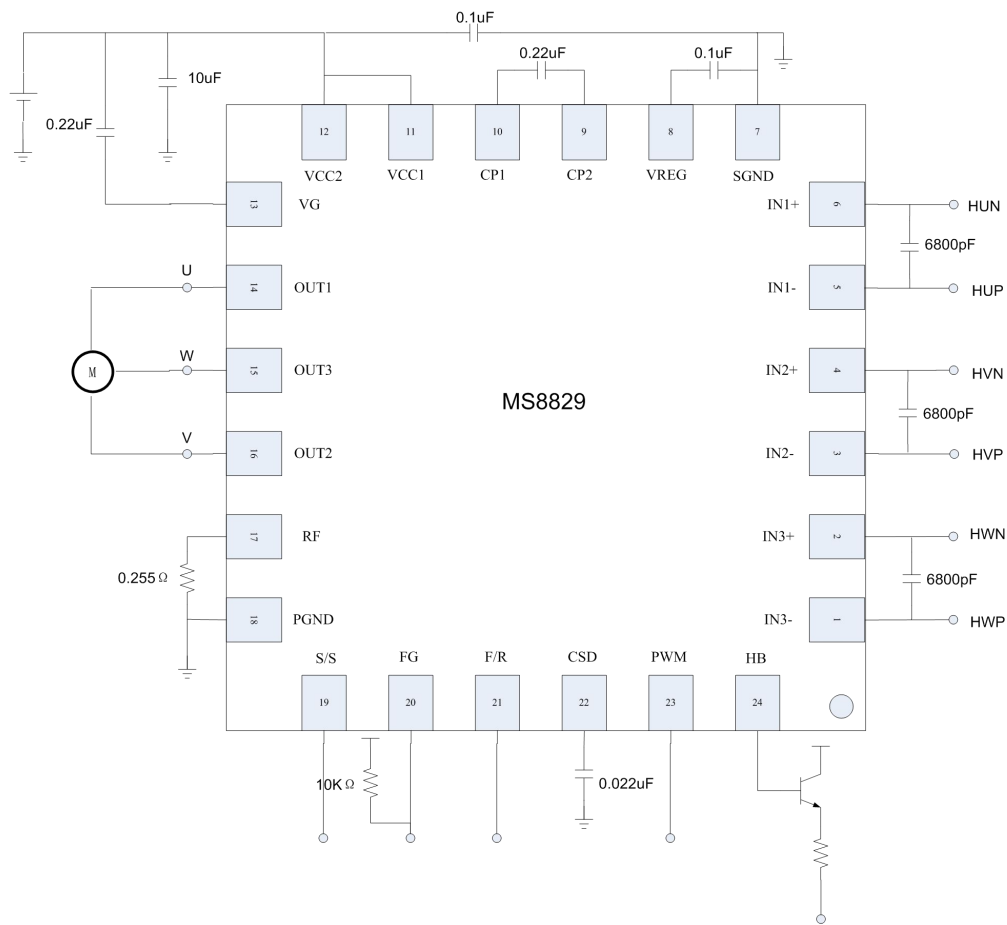 0.1uF
0.22uF
0.1uF
10uF
0.22uF
12
11
10
9
8
7
VCC2
VCC1
CP1
CP2
VREG
SGND
13
VG
IN1+
6
HUN
6800pF
U
14
OUT1
IN1-
5
HUP
M
W
15
OUT3
IN2+
4
HVN
MS8829
6800pF
V
16
OUT2
IN2-
3
HVP
17
RF
IN3+
2
HWN
0.255Ω
6800pF
18
PGND
IN3-
1
HWP
S/S
FG
F/R
CSD
PWM
HB
19
20
21
22
23
24
10KΩ
0.022uF